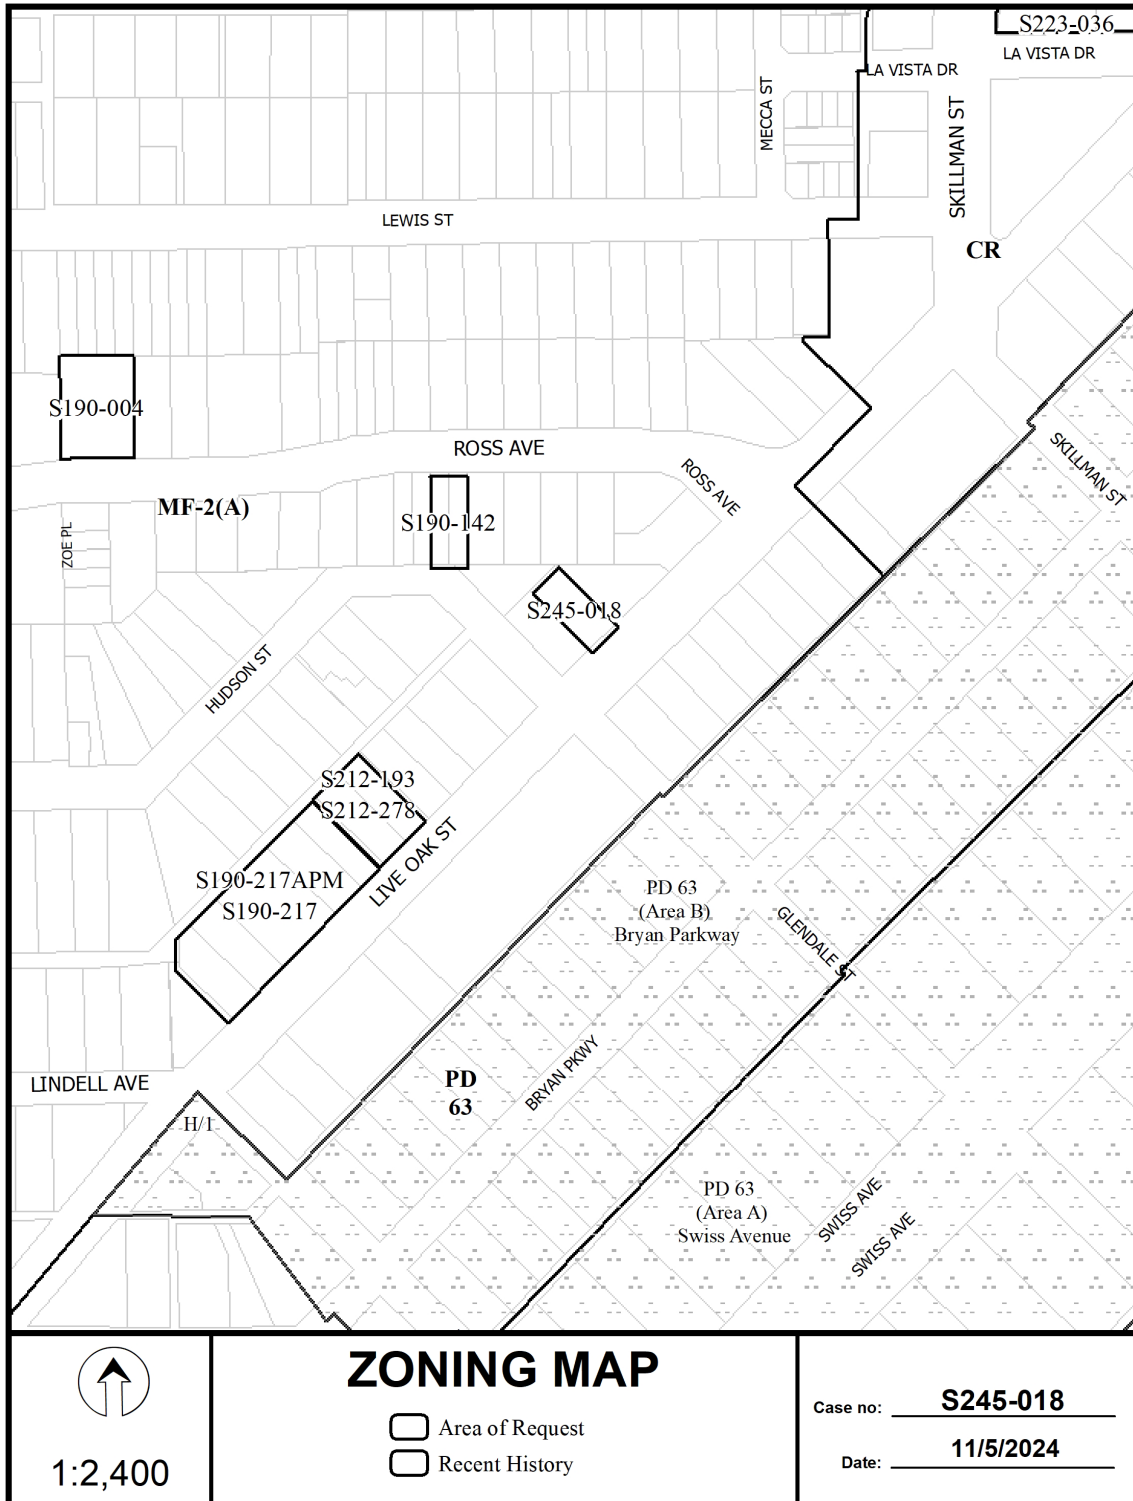 S223-036
LA VISTA DR
LA VISTA DR
MECCA ST
SKILLMAN ST
LEWIS ST
CR
S190-004
ROSS AVE
ROSS AVE
SKILLMAN ST
MF-2(A)
S190-142
ZOE PL
S245-018
HUDSON ST
S212-193
S212-278
LIVE OAK ST
S190-217APM
S190-217
PD 63
(Area B)
Bryan Parkway
GLENDALE ST
BRYAN PKWY
LINDELL AVE
PD
63
H/1
PD 63
(Area A)
Swiss Avenue
SWISS AVE
SWISS AVE
1:2,400
ZONING MAP
Area of Request
Recent History
Case no: S245-018
Date: 11/5/2024